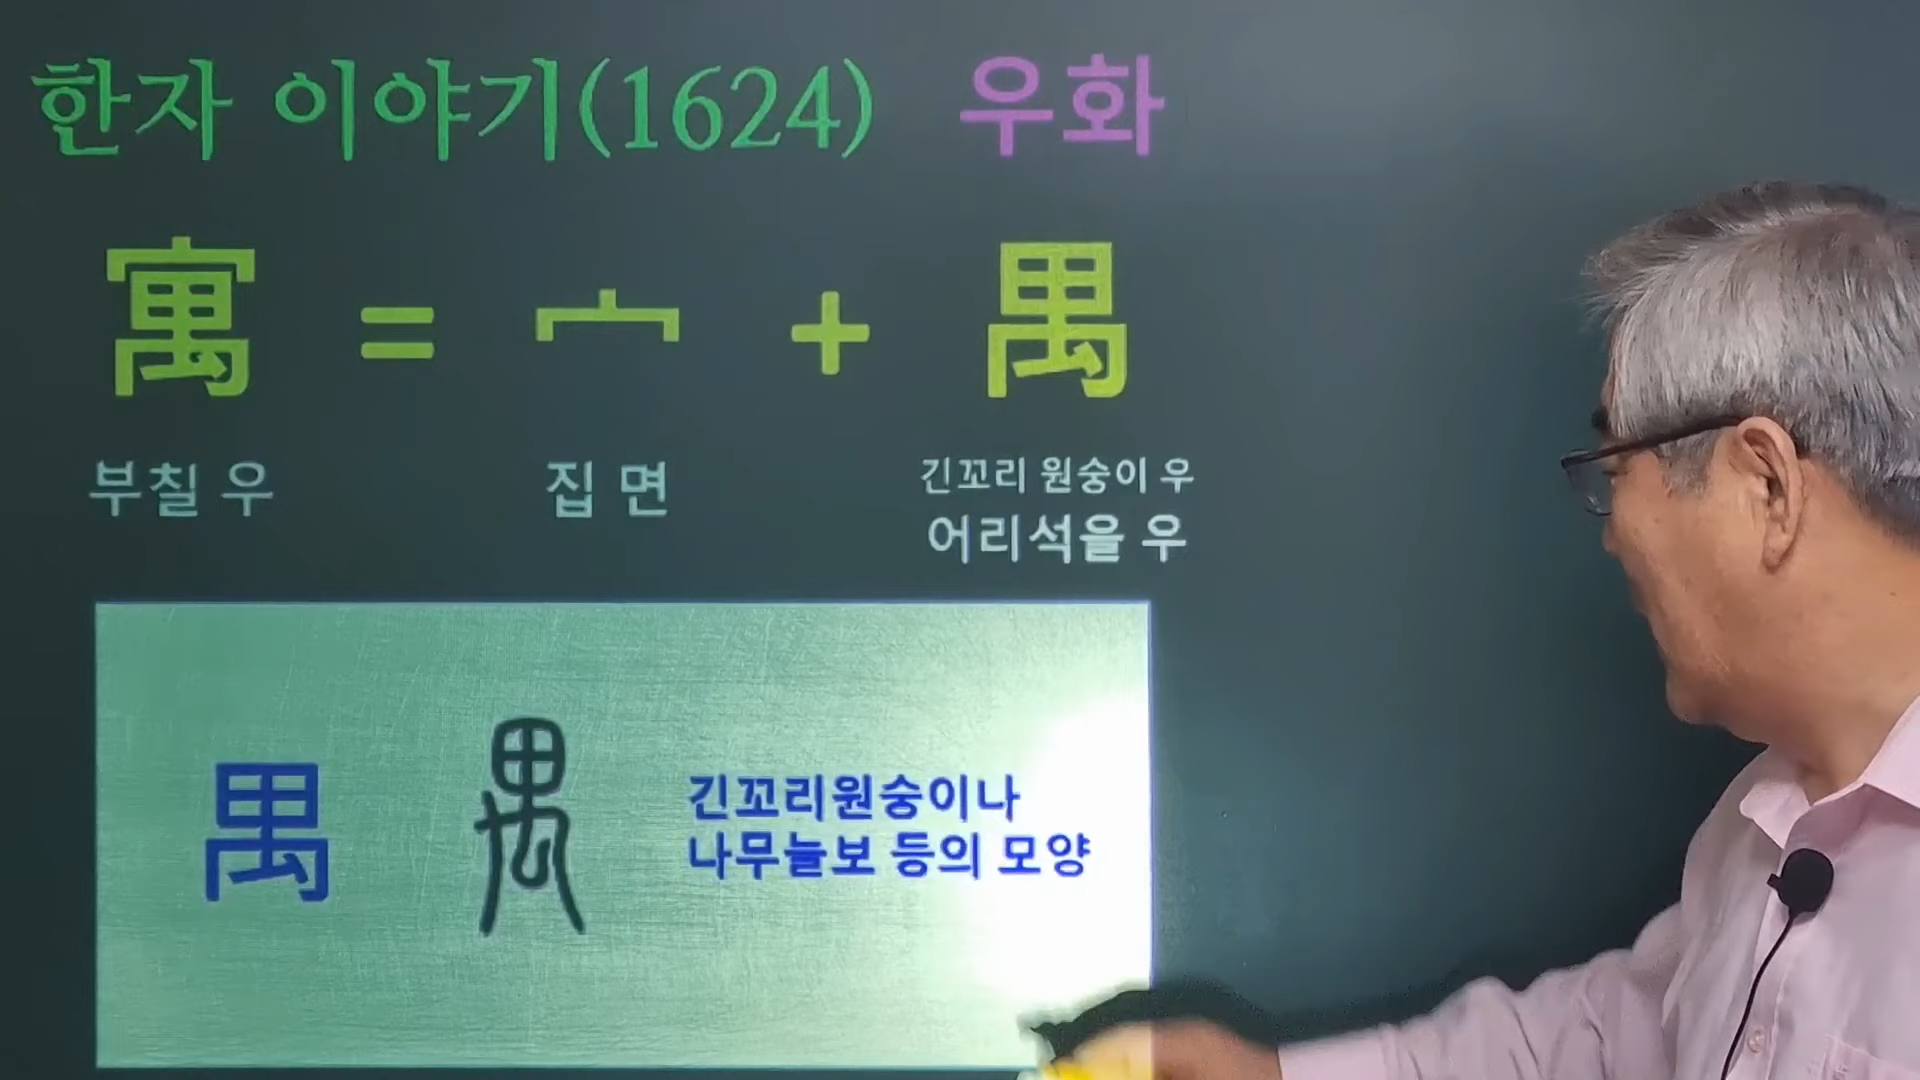 한자 이야기(1624) 우화
寓 = 宀 + 禺
부칠 우 집 면 긴꼬리 원숭이 우
어리석을 우
禺 禺 긴꼬리원숭이나
나무늘보 등의 모양